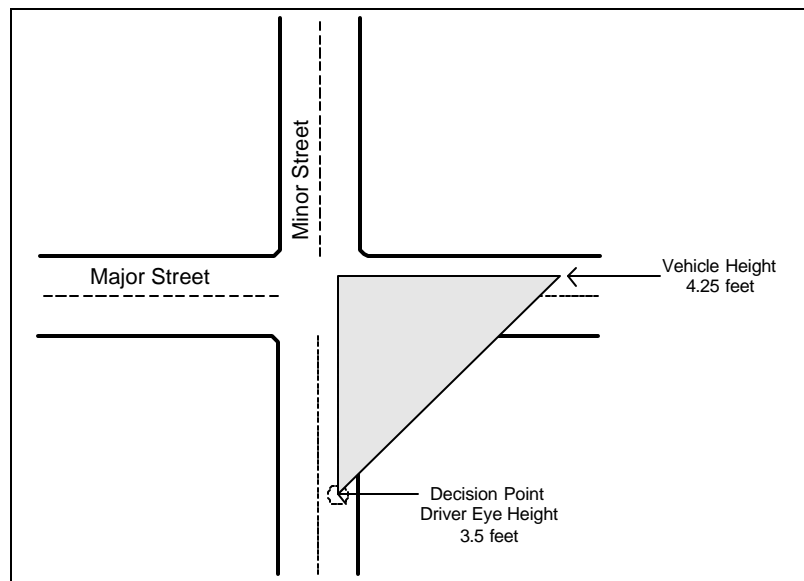 Minor Street
Major Street
Vehicle Height
4.25 feet
Decision Point
Driver Eye Height
3.5 feet